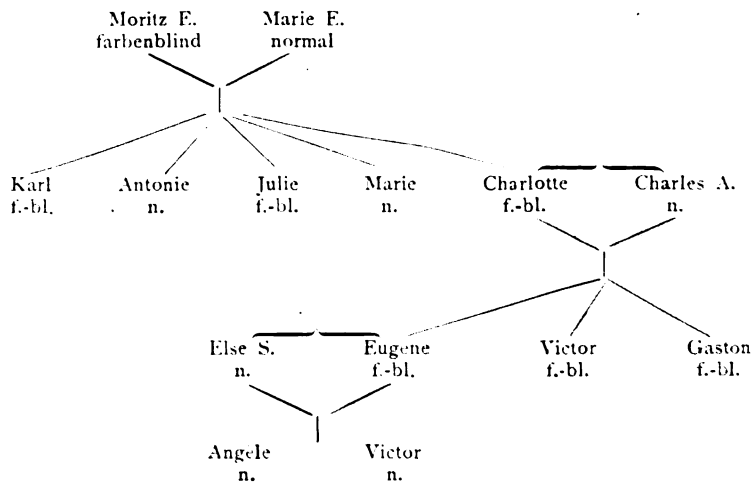 Moritz E. Marie E.
farbenblind normal
Karl Antonie Julie Marie Charlotte Charles A.
f.-bl. n. f.-bl. n. f.-bl. n.
Else S. Eugene Victor Gaston
n. f.-bl. f.-bl. f.-bl.
Angèle Victor
n. n.